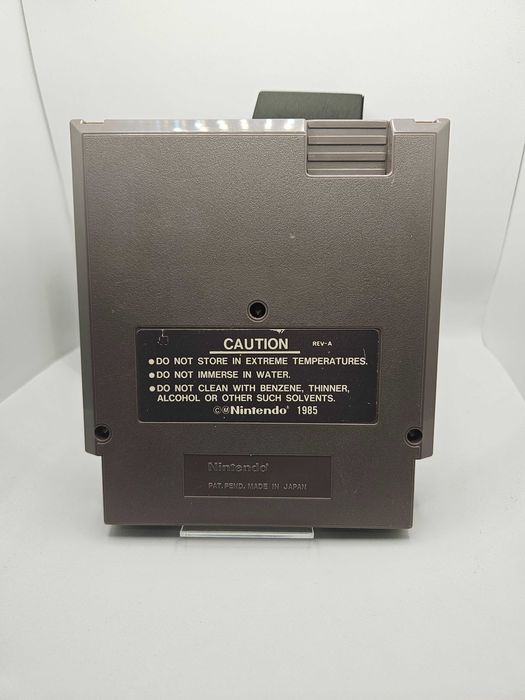 CAUTION REV-A
●DO NOT STORE IN EXTREME TEMPERATURES.
●DO NOT IMMERSE IN WATER.
●DO NOT CLEAN WITH BENZENE, THINNER,
ALCOHOL OR OTHER SUCH SOLVENTS.
©Ⓜ Nintendo® 1985
Nintendo®
PAT. PEND. MADE IN JAPAN